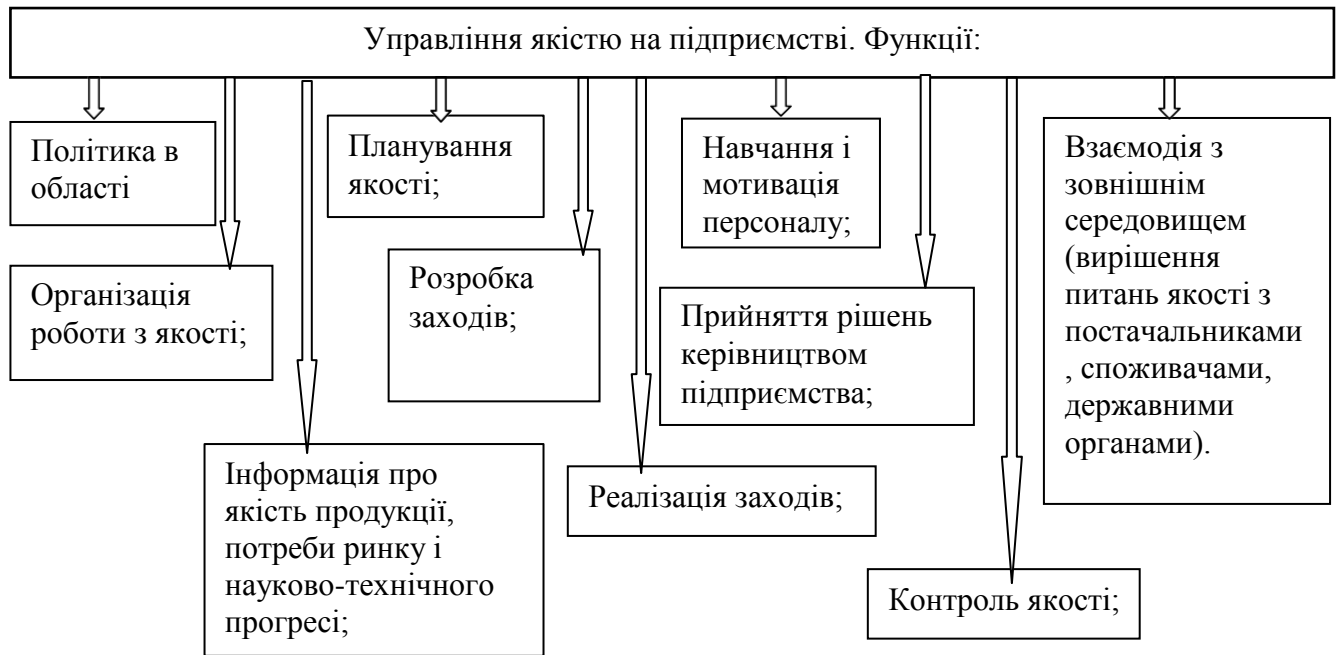 Управління якістю на підприємстві. Функції:
Політика в
області
Планування
якості;
Навчання і
мотивація
персоналу;
Взаємодія з
зовнішнім
середовищем
(вирішення
питань якості з
постачальниками
, споживачами,
державними
органами).
Організація
роботи з якості;
Розробка
заходів;
Прийняття рішень
керівництвом
підприємства;
Інформація про
якість продукції,
потреби ринку і
науково-технічного
прогресі;
Реалізація заходів;
Контроль якості;